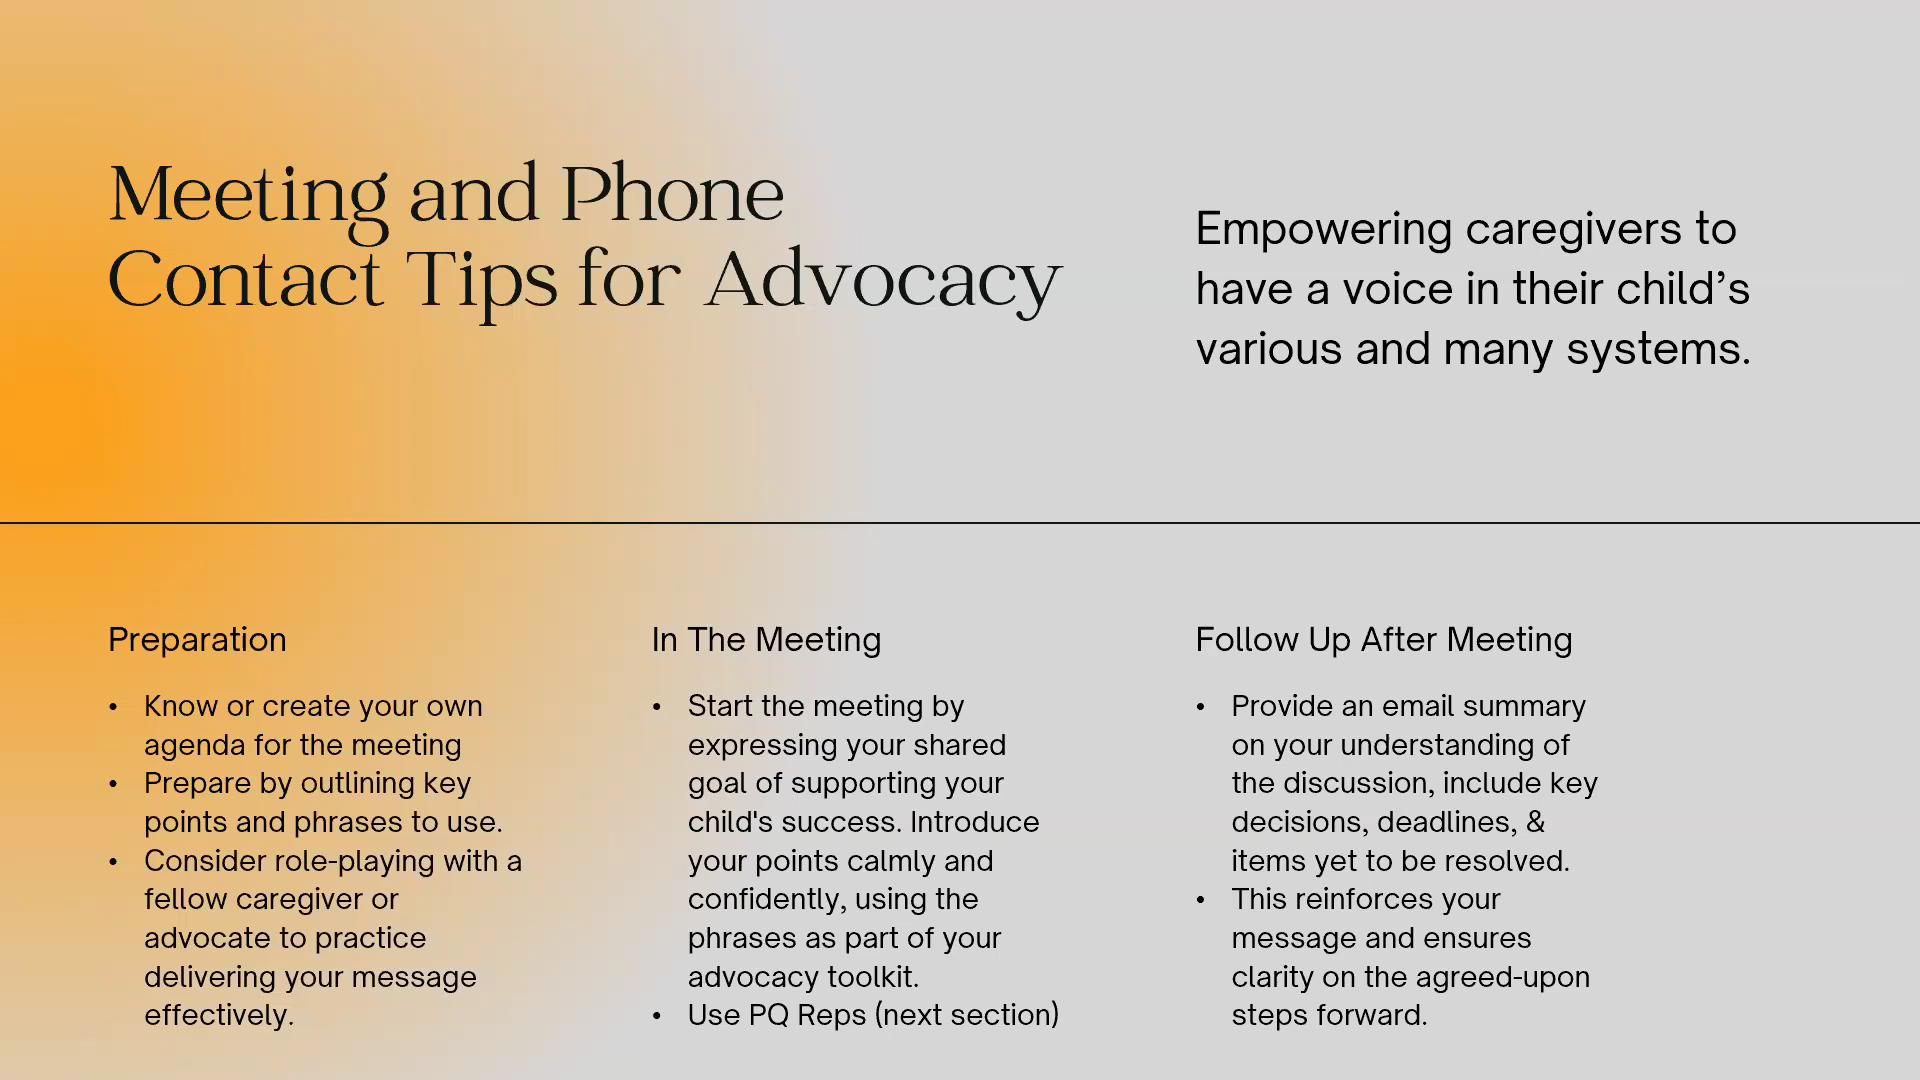 Meeting and Phone
Contact Tips for Advocacy
Empowering caregivers to
have a voice in their child’s
various and many systems.
Preparation
• Know or create your own
agenda for the meeting
• Prepare by outlining key
points and phrases to use.
• Consider role-playing with a
fellow caregiver or
advocate to practice
delivering your message
effectively.
In The Meeting
• Start the meeting by
expressing your shared
goal of supporting your
child's success. Introduce
your points calmly and
confidently, using the
phrases as part of your
advocacy toolkit.
• Use PQ Reps (next section)
Follow Up After Meeting
• Provide an email summary
on your understanding of
the discussion, include key
decisions, deadlines, &
items yet to be resolved.
• This reinforces your
message and ensures
clarity on the agreed-upon
steps forward.